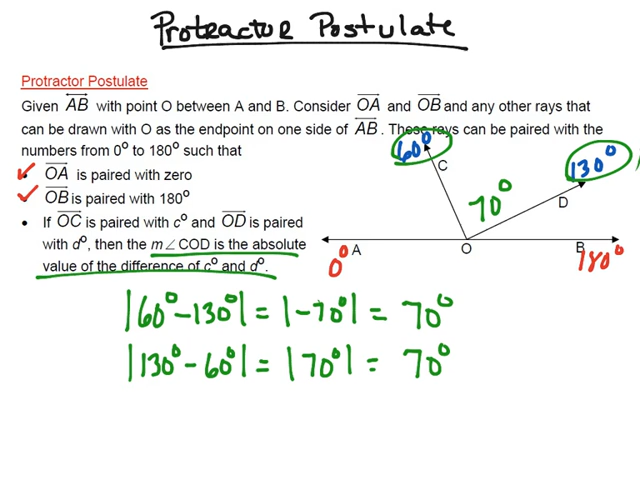 Protractor Postulate
Protractor Postulate
Given AB with point O between A and B. Consider OA and OB and any other rays that
can be drawn with O as the endpoint on one side of AB. These rays can be paired with the
numbers from 0° to 180° such that
OA is paired with zero
OB is paired with 180°
• If OC is paired with c° and OD is paired
with d°, then the m∠COD is the absolute
value of the difference of c° and d°.
60°
130°
C
70°
D
A
O
B
0°
180°
|60° - 130°| = |-70°| = 70°
|130° - 60°| = |70°| = 70°